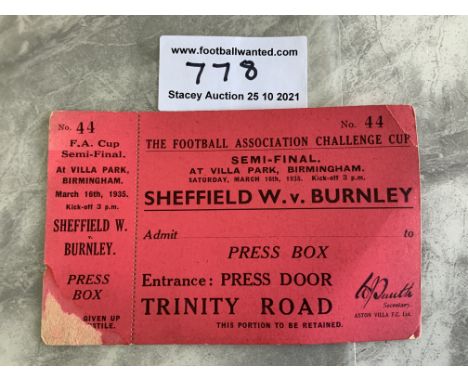 www.footballwanted.com
778
Stacey Auction 25 10 2021
No. 44
F.A. Cup
Semi-Final.
At VILLA PARK,
BIRMINGHAM.
March 16th, 1935.
Kick-off 3 p.m.
SHEFFIELD W.
v.
BURNLEY.
PRESS
BOX
GIVEN UP
No. 44
THE FOOTBALL ASSOCIATION CHALLENGE CUP
SEMI-FINAL.
AT VILLA PARK, BIRMINGHAM.
SATURDAY, MARCH 16th, 1935. Kick-off 3 p.m.
SHEFFIELD W. v. BURNLEY
Admit to
PRESS BOX
Entrance: PRESS DOOR
TRINITY ROAD
THIS PORTION TO BE RETAINED.
Secretary.
ASTON VILLA F.C. Ltd.